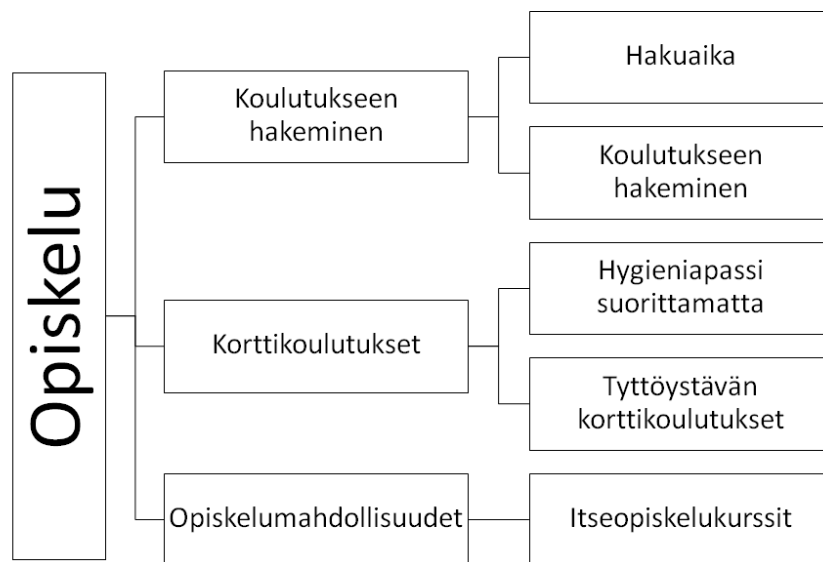 Opiskelu
Koulutukseen
hakeminen
Hakuaika
Koulutukseen
hakeminen
Korttikoulutukset
Hygieniapassi
suorittamatta
Tyttöystävän
korttikoulutukset
Opiskelumahdollisuudet
Itseopiskelukurssit